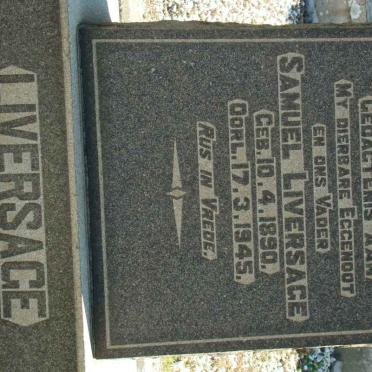 LIVERSAGE
GEDAGTENIS AAN
MY DIERBARE EGGENOOT
EN ONS VADER
SAMUEL LIVERSAGE
GEB. 10.4.1890,
OORL. 17.3.1945,
RUS IN VREDE.